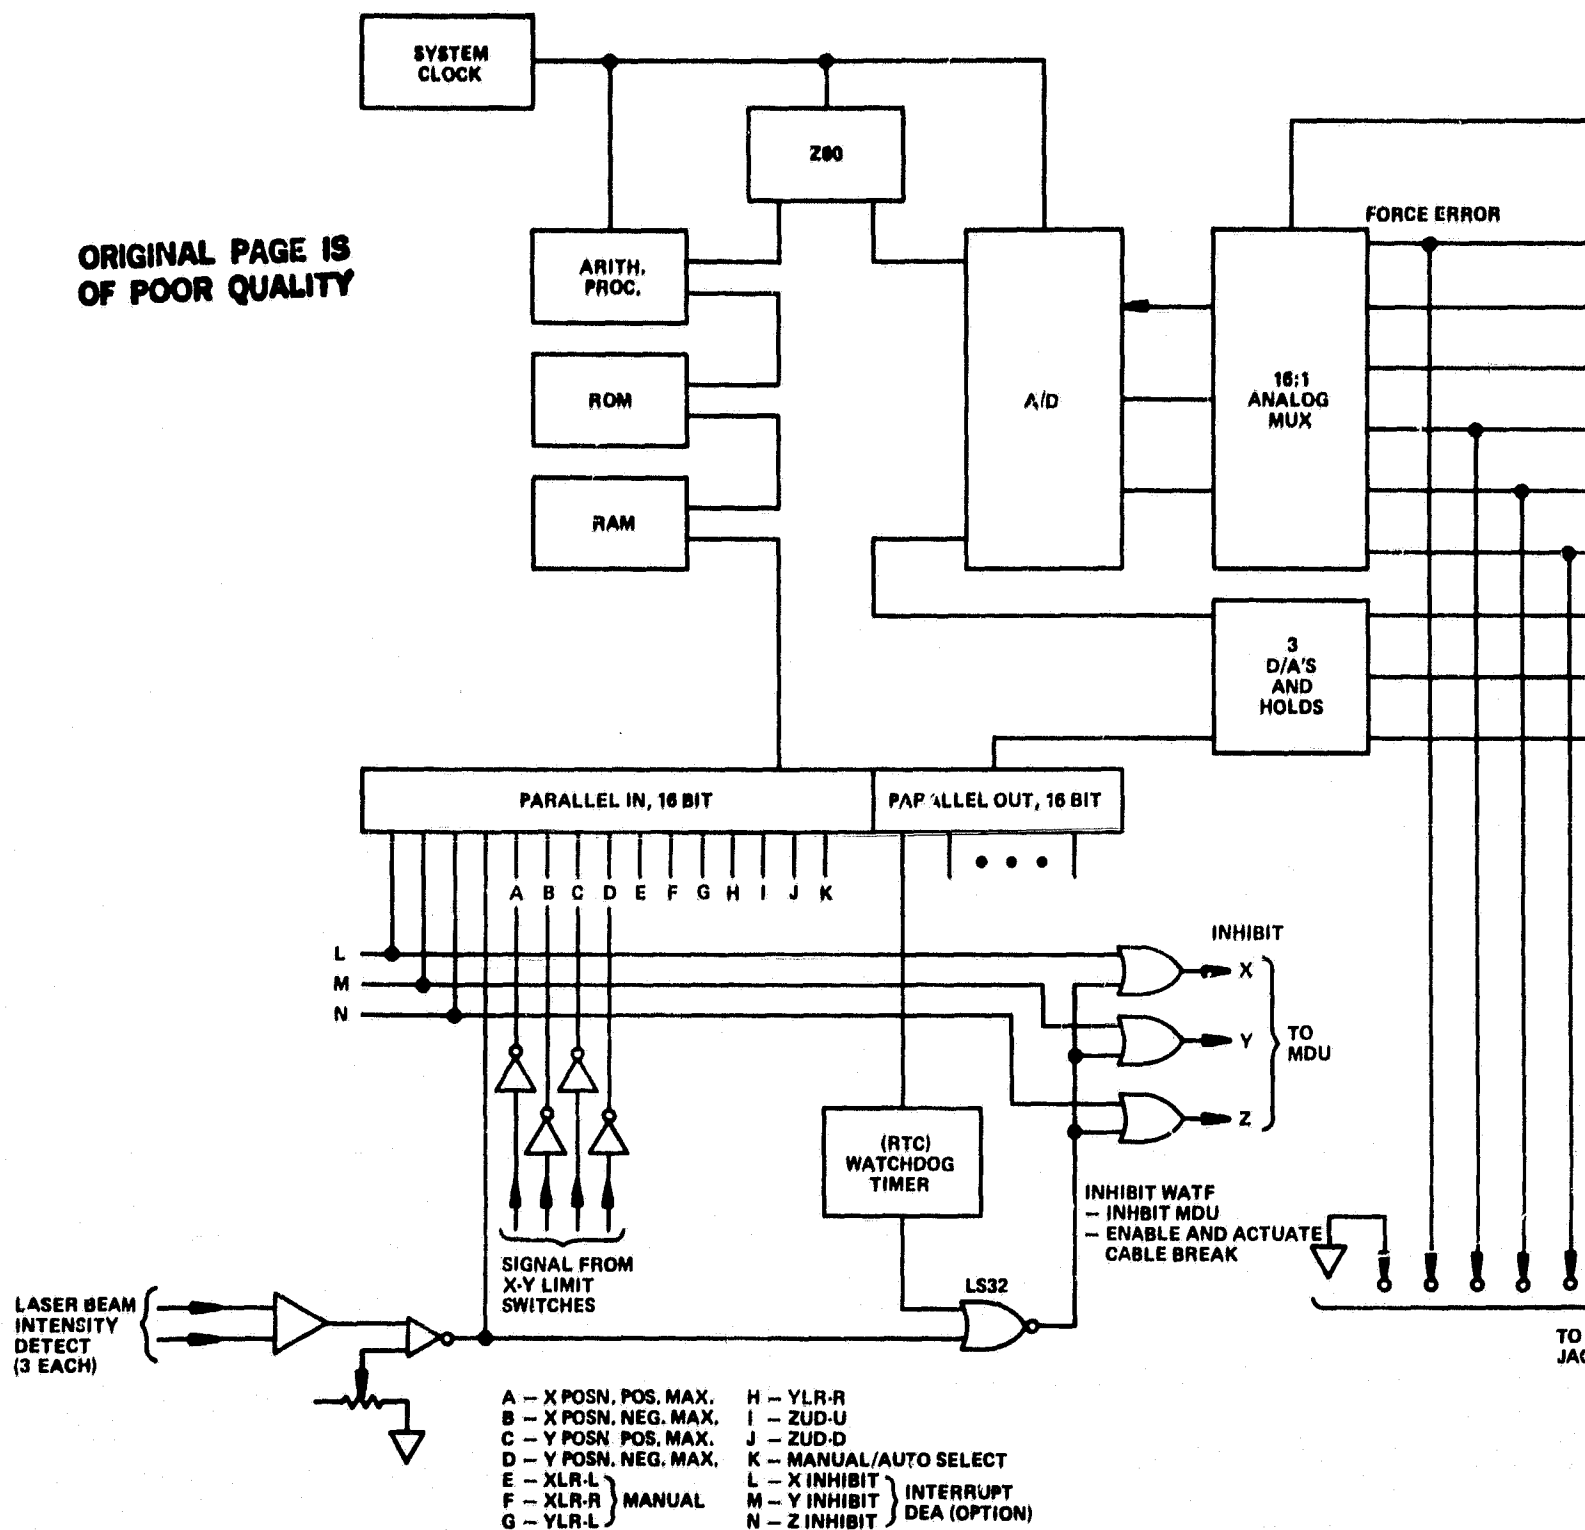 SYSTEM
CLOCK
Z80
FORCE ERROR
ORIGINAL PAGE IS
OF POOR QUALITY
ARITH.
PROC.
ROM
RAM
A/D
16:1
ANALOG
MUX
3
D/A'S
AND
HOLDS
PARALLEL IN, 16 BIT
PARALLEL OUT, 16 BIT
A B C D E F G H I J K
L
M
N
INHIBIT
X
Y
Z
TO
MDU
(RTC)
WATCHDOG
TIMER
INHIBIT WATF
– INHBIT MDU
– ENABLE AND ACTUATE
CABLE BREAK
SIGNAL FROM
X-Y LIMIT
SWITCHES
LS32
LASER BEAM
INTENSITY
DETECT
(3 EACH)
TO
A – X POSN. POS. MAX.
B – X POSN. NEG. MAX.
C – Y POSN POS. MAX.
D – Y POSN. NEG. MAX.
E – XLR-L
F – XLR-R
G – YLR-L
MANUAL
H – YLR-R
I – ZUD-U
J – ZUD-D
K – MANUAL/AUTO SELECT
L – X INHIBIT
M – Y INHIBIT
N – Z INHIBIT
INTERRUPT
DEA (OPTION)